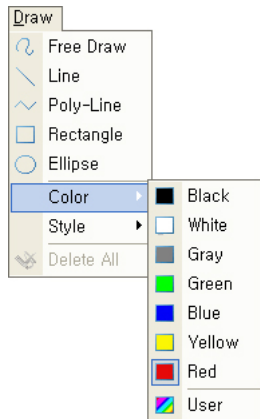 Draw
Free Draw
Line
Poly-Line
Rectangle
Ellipse
Color
Style
Delete All
Black
White
Gray
Green
Blue
Yellow
Red
User